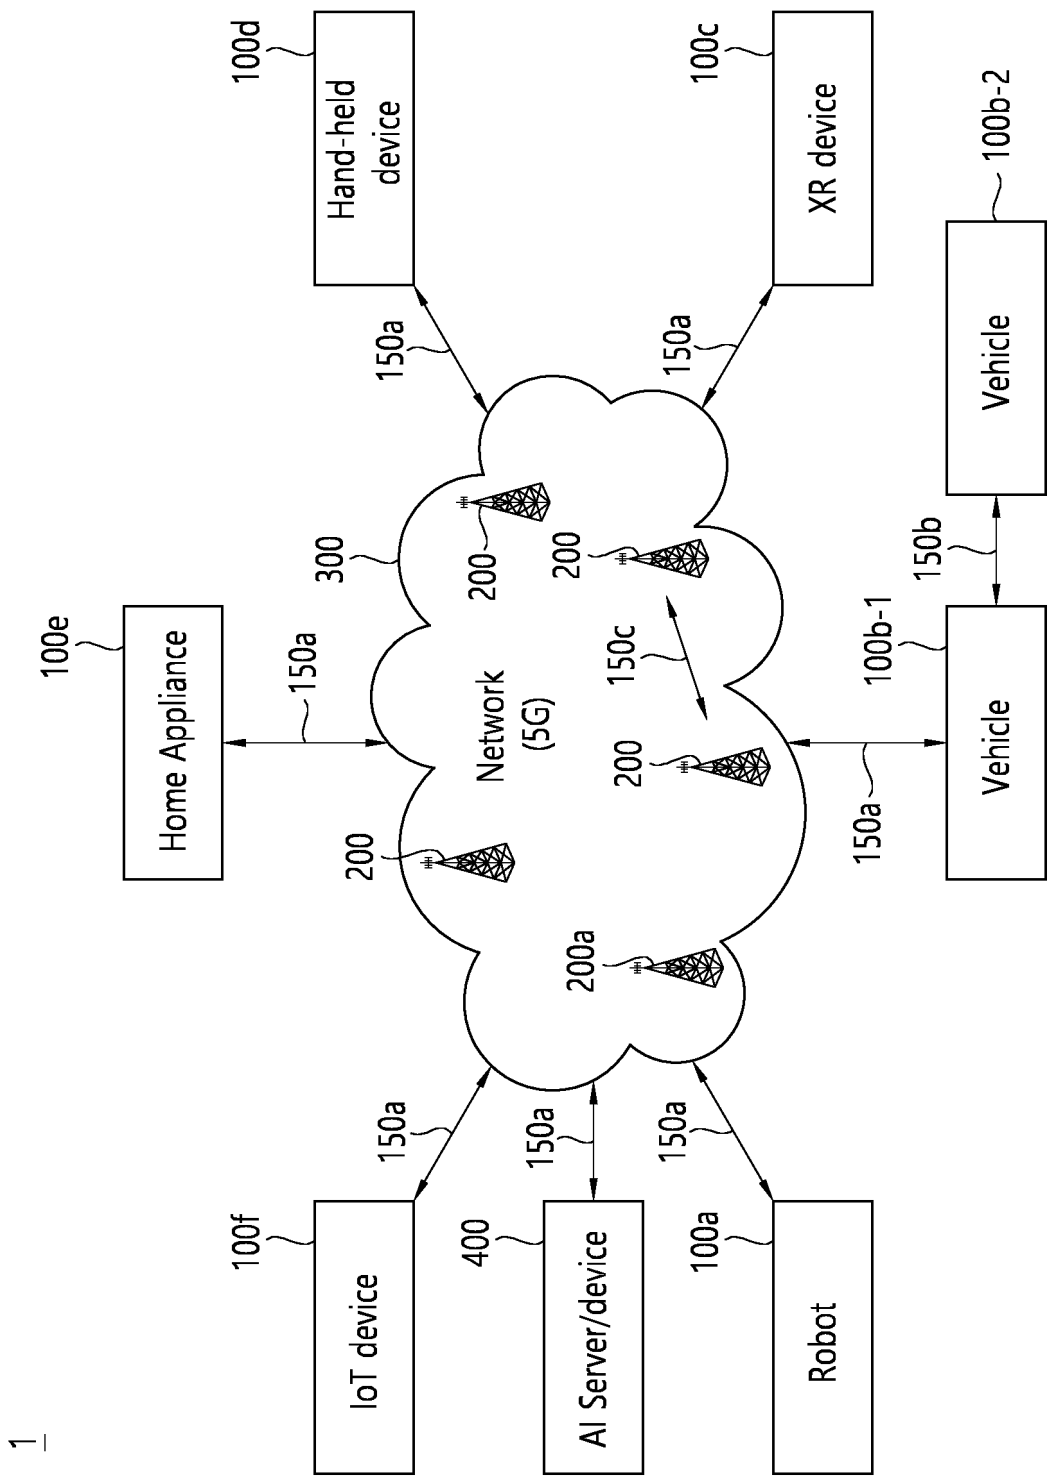 1
100e
Home Appliance
100f
100d
150a
300
IoT device
Hand-held
device
200
150a
150a
400
200
Network
(5G)
150a
200
200a
AI Server/device
150c
200
150a
150a
100a
100c
Robot
XR device
150a
100b-1
150b
100b-2
Vehicle
Vehicle